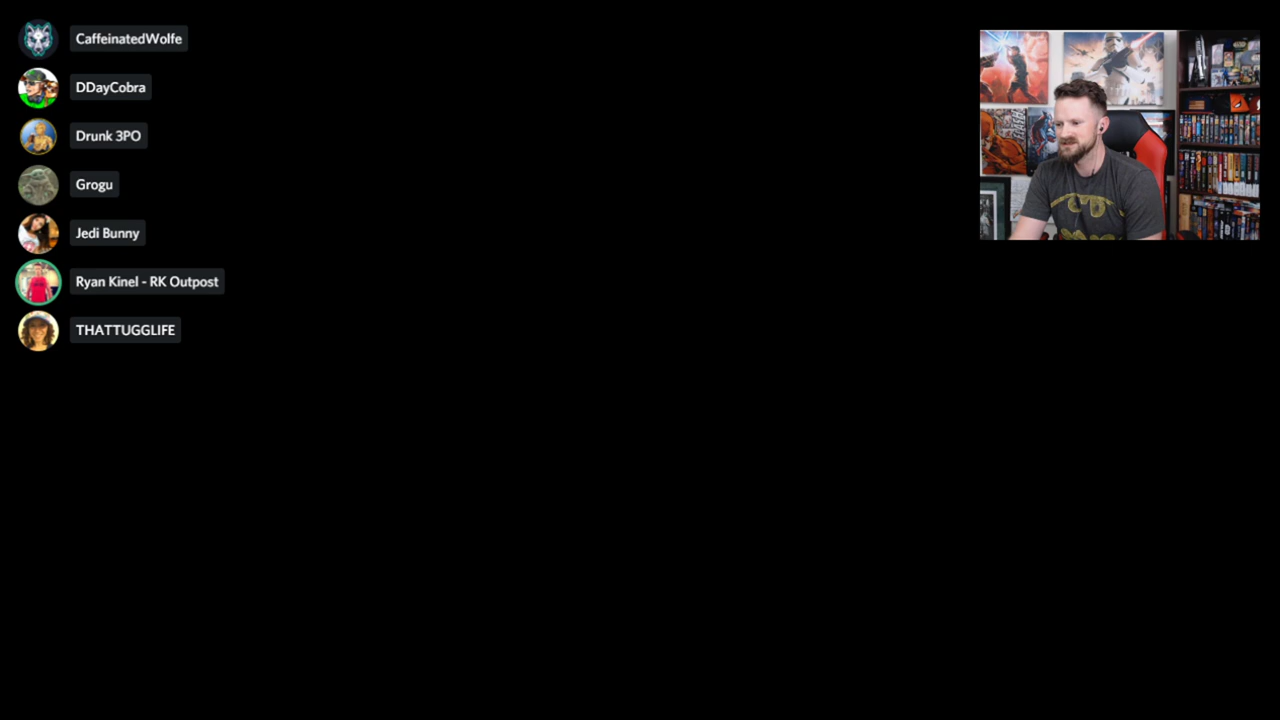 CaffeinatedWolfe
DDayCobra
Drunk 3PO
Grogu
Jedi Bunny
Ryan Kinel - RK Outpost
THATTUGGLIFE